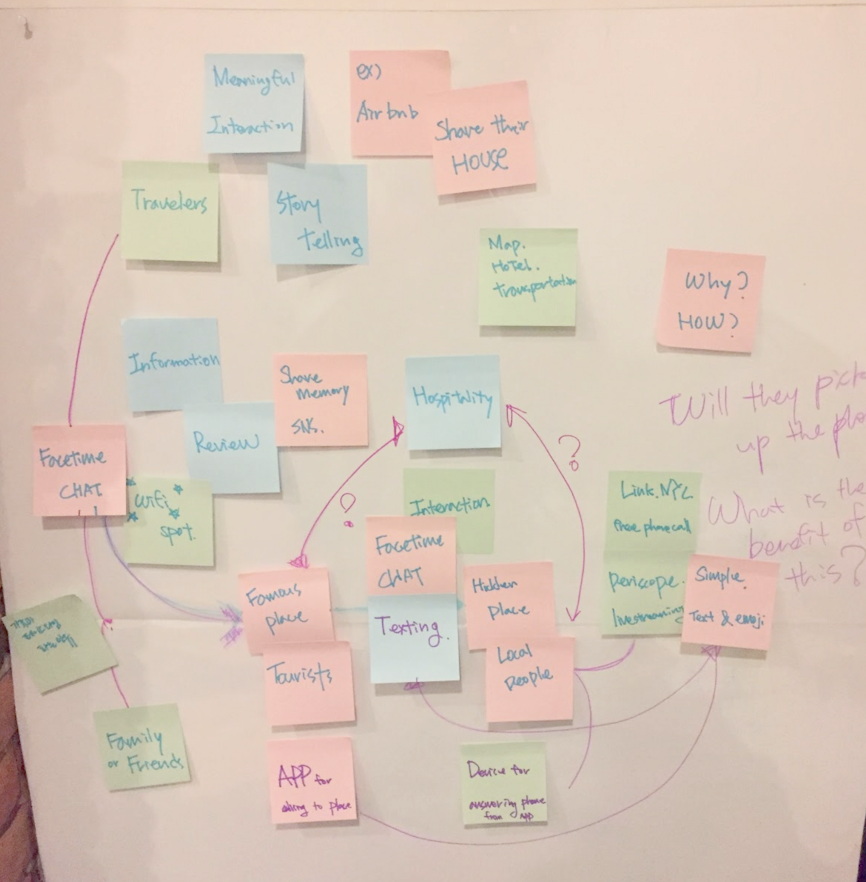 Meaningful
Interaction
ex)
Airbnb
Share their
HOUSE
Travelers
Story
telling
Map.
Hotel.
transportation
Why?
HOW?
Information
Share
memory
SNS.
Hospitality
Will they pick
up the pho
Review
Facetime
CHAT
Wifi
spot.
?
?
Interaction
Link.NYC
free phone call
What is the
benefit of
this?
Facetime
CHAT
Hidden
place
Periscope.
livestreaming
Simple.
Text & emoji
Famous
place
Texting.
Tourists
Local
people
Family
or Friends
APP for
to place
Device for
answering phone
from APP